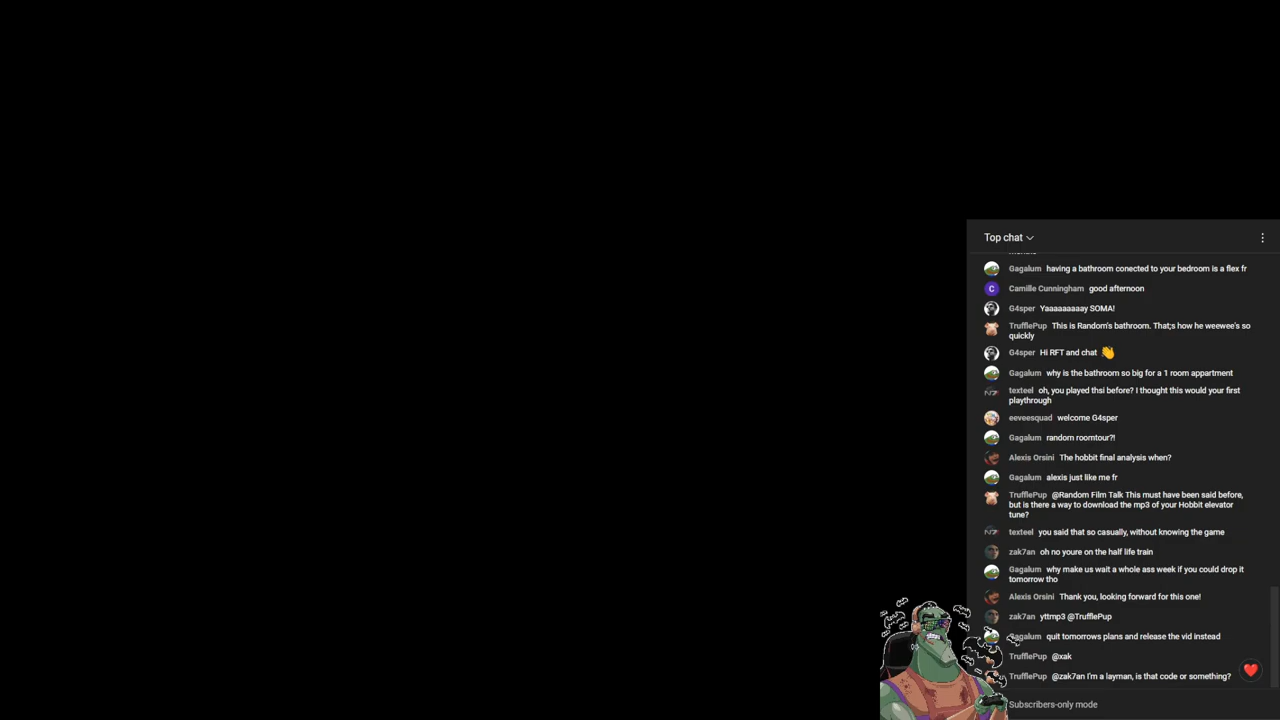 Top chat
Gagalum having a bathroom conected to your bedroom is a flex fr
C Camille Cunningham good afternoon
G4sper Yaaaaaaaaay SOMA!
TrufflePup This is Random's bathroom. That;s how he weewee's so
quickly
G4sper Hi RFT and chat 👋
Gagalum why is the bathroom so big for a 1 room appartment
N7 texteel oh, you played thsi before? I thought this would your first
playthrough
eeveesquad welcome G4sper
Gagalum random roomtour?!
Alexis Orsini The hobbit final analysis when?
Gagalum alexis just like me fr
TrufflePup @Random Film Talk This must have been said before,
but is there a way to download the mp3 of your Hobbit elevator
tune?
N7 texteel you said that so casually, without knowing the game
zak7an oh no youre on the half life train
Gagalum why make us wait a whole ass week if you could drop it
tomorrow tho
Alexis Orsini Thank you, looking forward for this one!
zak7an yttmp3 @TrufflePup
Gagalum quit tomorrows plans and release the vid instead
TrufflePup @xak
TrufflePup @zak7an I'm a layman, is that code or something?
Subscribers-only mode